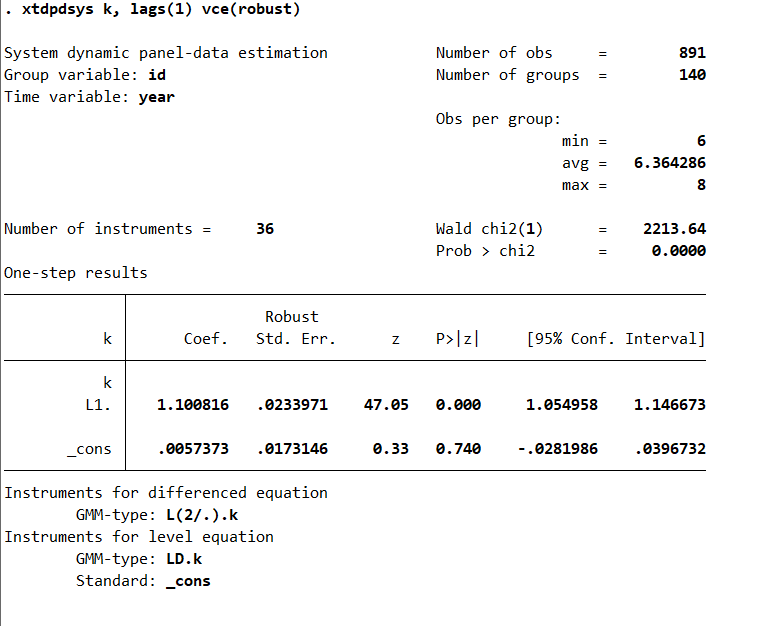 . xtdpdsys k, lags(1) vce(robust)
System dynamic panel-data estimation Number of obs = 891
Group variable: id Number of groups = 140
Time variable: year
Obs per group:
min = 6
avg = 6.364286
max = 8
Number of instruments = 36 Wald chi2(1) = 2213.64
Prob > chi2 = 0.0000
One-step results
Robust
k Coef. Std. Err. z P>|z| [95% Conf. Interval]
k
L1. 1.100816 .0233971 47.05 0.000 1.054958 1.146673
_cons .0057373 .0173146 0.33 0.740 -.0281986 .0396732
Instruments for differenced equation
GMM-type: L(2/.).k
Instruments for level equation
GMM-type: LD.k
Standard: _cons